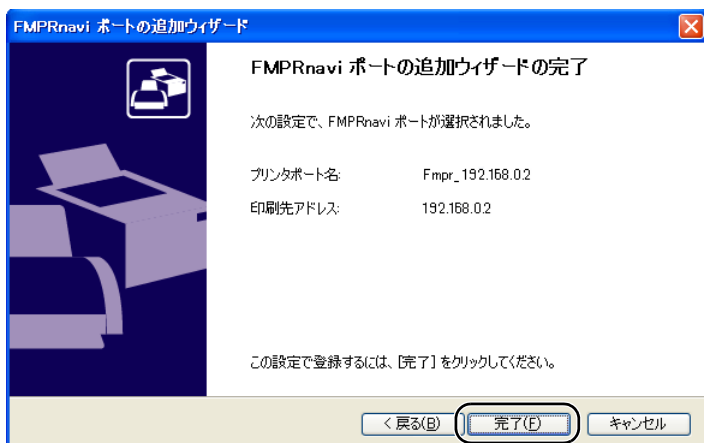 FMPRnavi ポートの追加ウィザード
FMPRnavi ポートの追加ウィザードの完了
次の設定で、FMPRnavi ポートが選択されました。
プリンタポート名: Fmpr_192.168.0.2
印刷先アドレス: 192.168.0.2
この設定で登録するには、[完了] をクリックしてください。
< 戻る(B) 完了(F) キャンセル